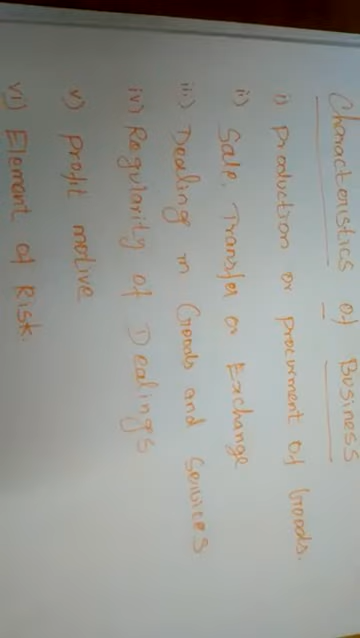 Characteristics of Business
i) Production or procurment of Goods.
ii) Sale, Transfer or Exchange
iii) Dealing in Goods and Services
iv) Regularity of Dealings
v) Profit motive
vi) Element of Risk.